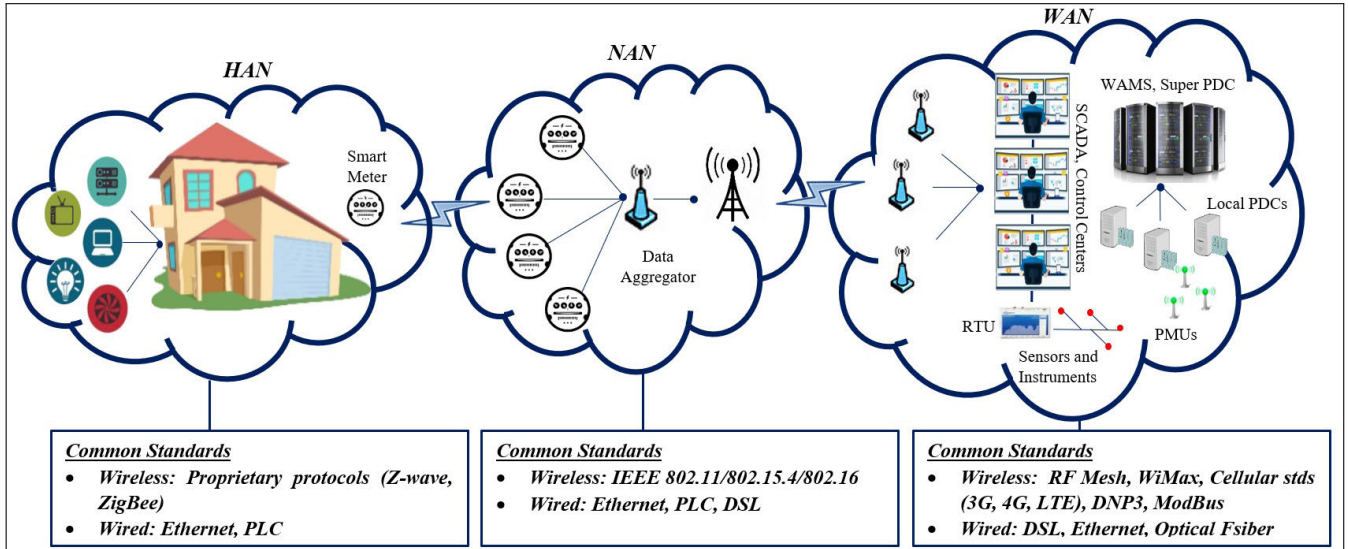 HAN
NAN
WAN
Smart
Meter
Data
Aggregator
SCADA, Control Centers
WAMS, Super PDC
Local PDCs
PMUs
RTU
Sensors and
Instruments
Common Standards
• Wireless: Proprietary protocols (Z-wave,
ZigBee)
• Wired: Ethernet, PLC
Common Standards
• Wireless: IEEE 802.11/802.15.4/802.16
• Wired: Ethernet, PLC, DSL
Common Standards
• Wireless: RF Mesh, WiMax, Cellular stds
(3G, 4G, LTE), DNP3, ModBus
• Wired: DSL, Ethernet, Optical Fsiber